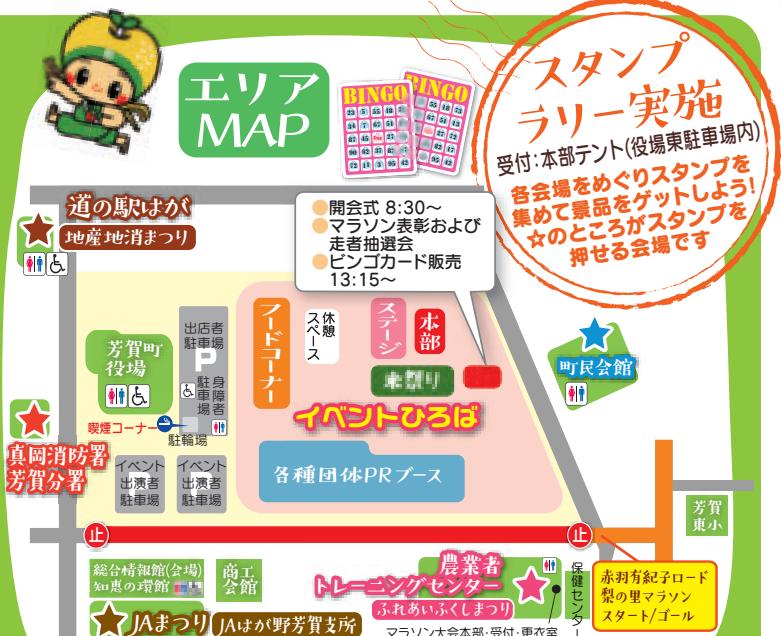 エリア
MAP
BINGO
BINGO
スタンプ
ラリー実施
受付:本部テント(役場東駐車場内)
各会場をめぐりスタンプを
集めて景品をゲットしよう!
☆のところがスタンプを
押せる会場です
道の駅はが
地産地消まつり
●開会式 8:30〜
●マラソン表彰および
走者抽選会
●ビンゴカード販売
13:15〜
芳賀町
役場
出店者
駐車場
P
身障者
駐車場
喫煙コーナー
駐輪場
フードコーナー
休憩
スペース
ステージ
本部
イベントひろば
町民会館
真岡消防署
芳賀分署
イベント
出演者
駐車場
イベント
出演者
駐車場
各種団体PRブース
芳賀
東小
止
止
総合情報館(会場)
知恵の環館
商工
会館
農業者
トレーニングセンター
ふれあいふくしまつり
保健センター
赤羽有紀子ロード
梨の里マラソン
スタート/ゴール
JAまつり
JAはが野芳賀支所
マラソン大会本部・受付・更衣室